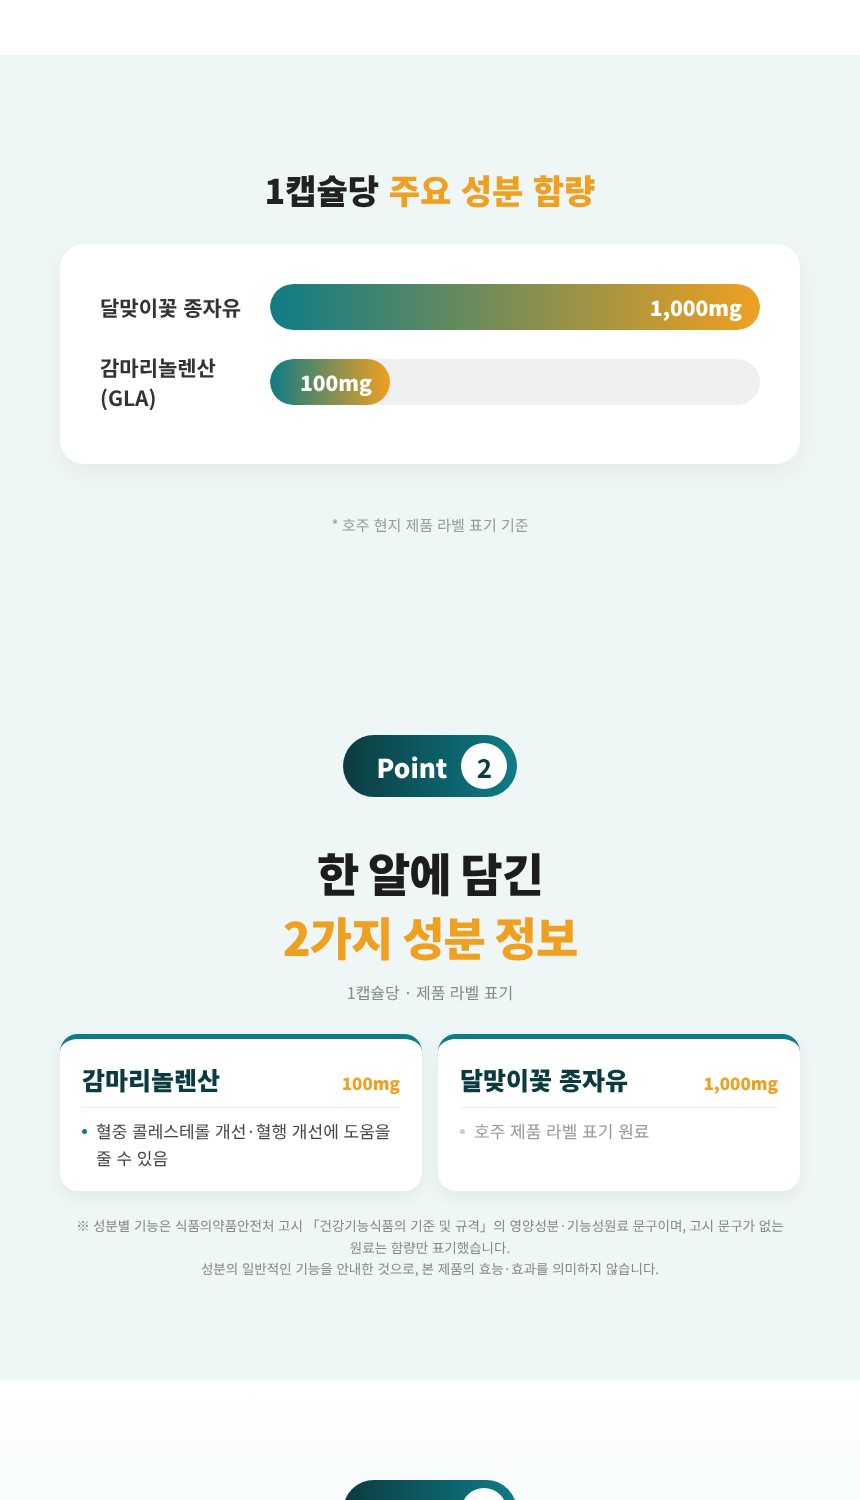 1캡슐당 주요 성분 함량
달맞이꽃 종자유
1,000mg
감마리놀렌산
(GLA)
100mg
* 호주 현지 제품 라벨 표기 기준
Point 2
한 알에 담긴
2가지 성분 정보
1캡슐당 · 제품 라벨 표기
감마리놀렌산 100mg
• 혈중 콜레스테롤 개선·혈행 개선에 도움을
줄 수 있음
달맞이꽃 종자유 1,000mg
• 호주 제품 라벨 표기 원료
※ 성분별 기능은 식품의약품안전처 고시 「건강기능식품의 기준 및 규격」의 영양성분·기능성원료 문구이며, 고시 문구가 없는
원료는 함량만 표기했습니다.
성분의 일반적인 기능을 안내한 것으로, 본 제품의 효능·효과를 의미하지 않습니다.